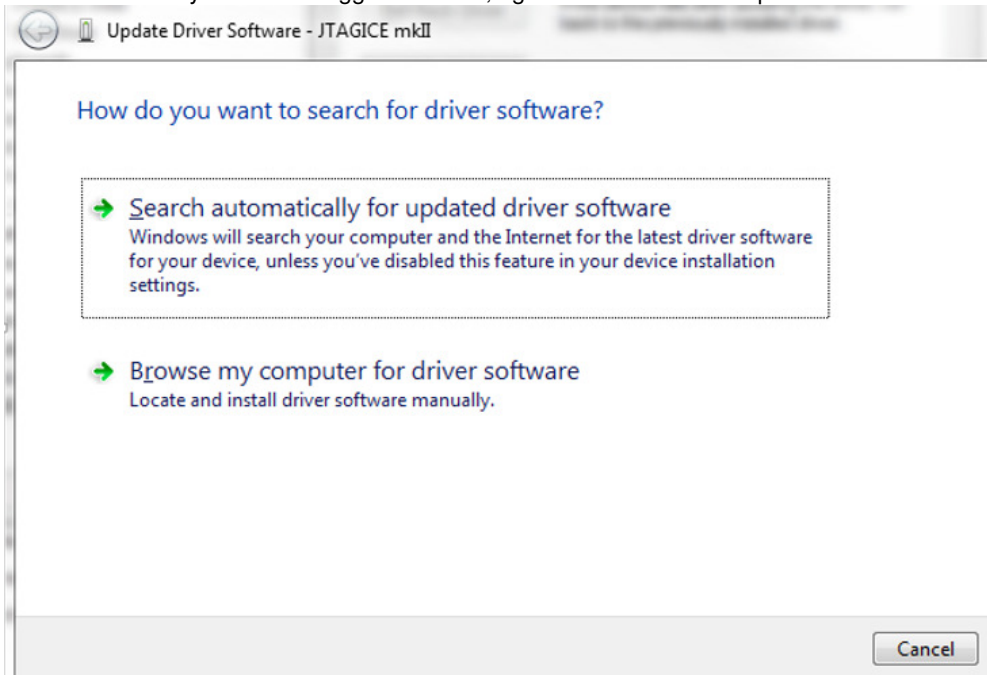 Update Driver Software - JTAGICE mkII
How do you want to search for driver software?
Search automatically for updated driver software
Windows will search your computer and the Internet for the latest driver software
for your device, unless you've disabled this feature in your device installation
settings.
Browse my computer for driver software
Locate and install driver software manually.
Cancel